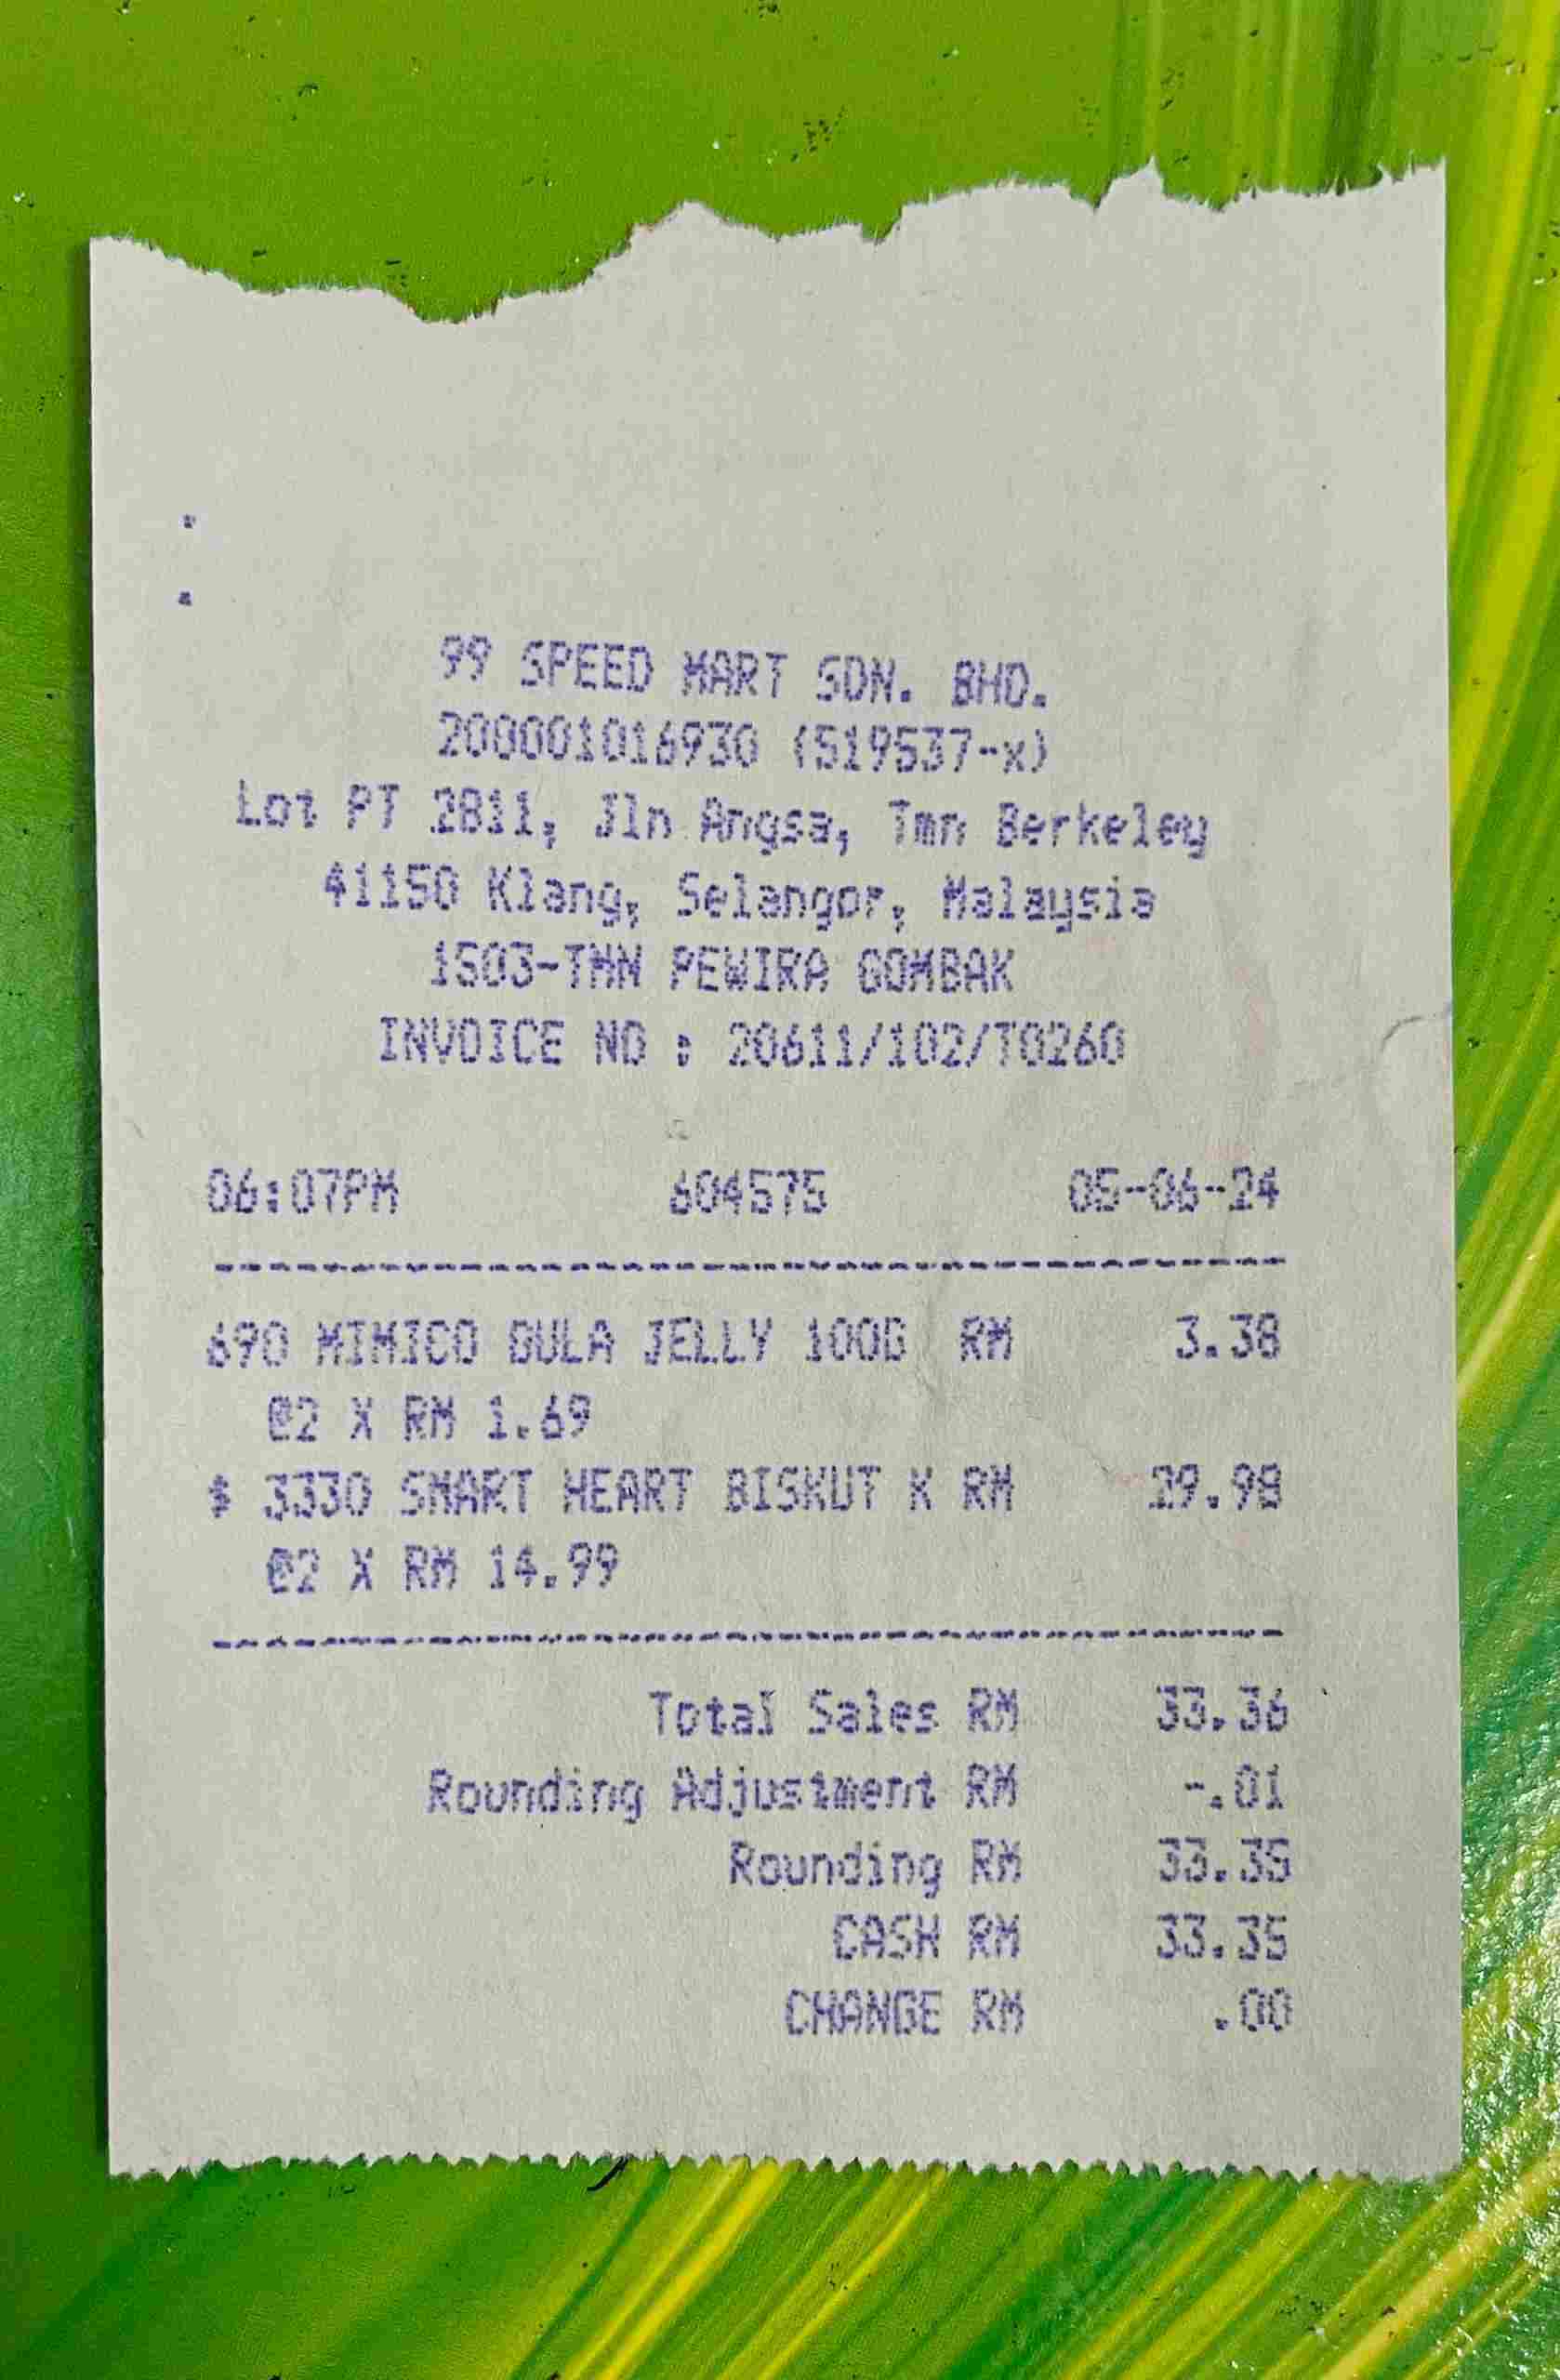 99 SPEED MART SDN. BHD.
200001016930 (519537-x)
Lot PT 2811, Jln Angsa, Tmn Berkeley
41150 Klang, Selangor, Malaysia
1503-TMN PEWIRA GOMBAK
INVOICE NO : 20611/102/T0260
06:07PM 604575 05-06-24
690 MIMICO GULA JELLY 100G RM 3.38
@2 X RM 1.69
$ 3330 SMART HEART BISKUT K RM 29.98
@2 X RM 14.99
Total Sales RM 33.36
Rounding Adjustment RM -.01
Rounding RM 33.35
CASH RM 33.35
CHANGE RM .00